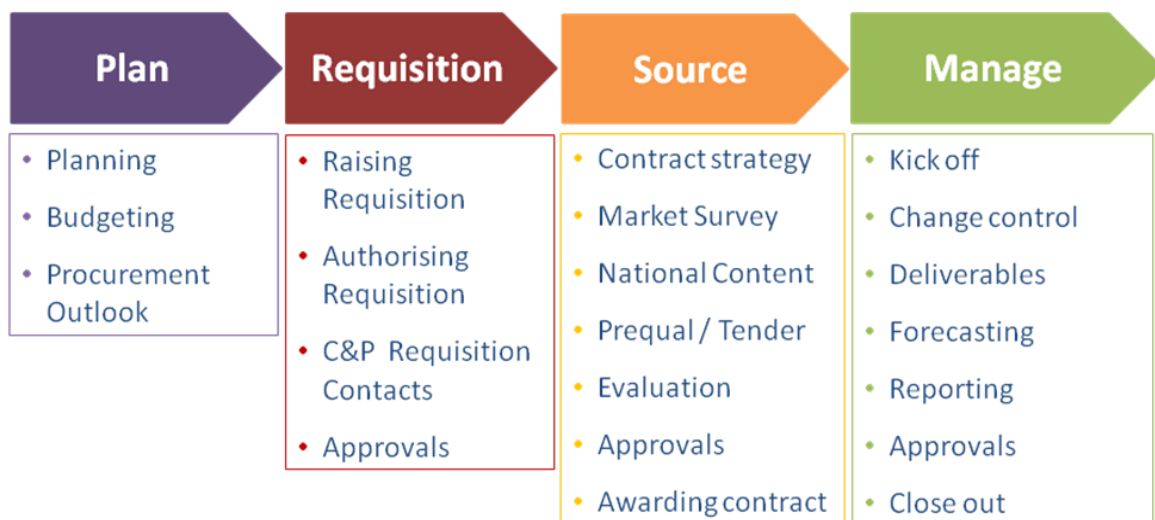 Plan
Planning
Budgeting
Procurement
Outlook
Requisition
Raising
Requisition
Authorising
Requisition
C&P Requisition
Contacts
Approvals
Source
Contract strategy
Market Survey
National Content
Prequal / Tender
Evaluation
Approvals
Awarding contract
Manage
Kick off
Change control
Deliverables
Forecasting
Reporting
Approvals
Close out